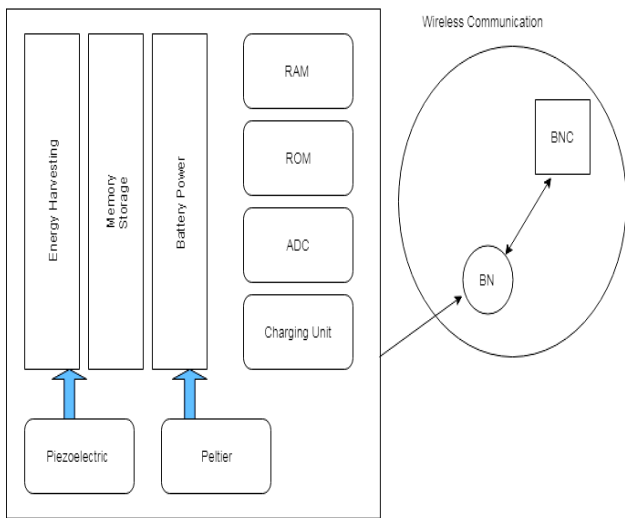 Wireless Communication
Energy Harvesting
Memory
Storage
Battery Power
RAM
ROM
ADC
Charging Unit
Piezoelectric
Peltier
BNC
BN